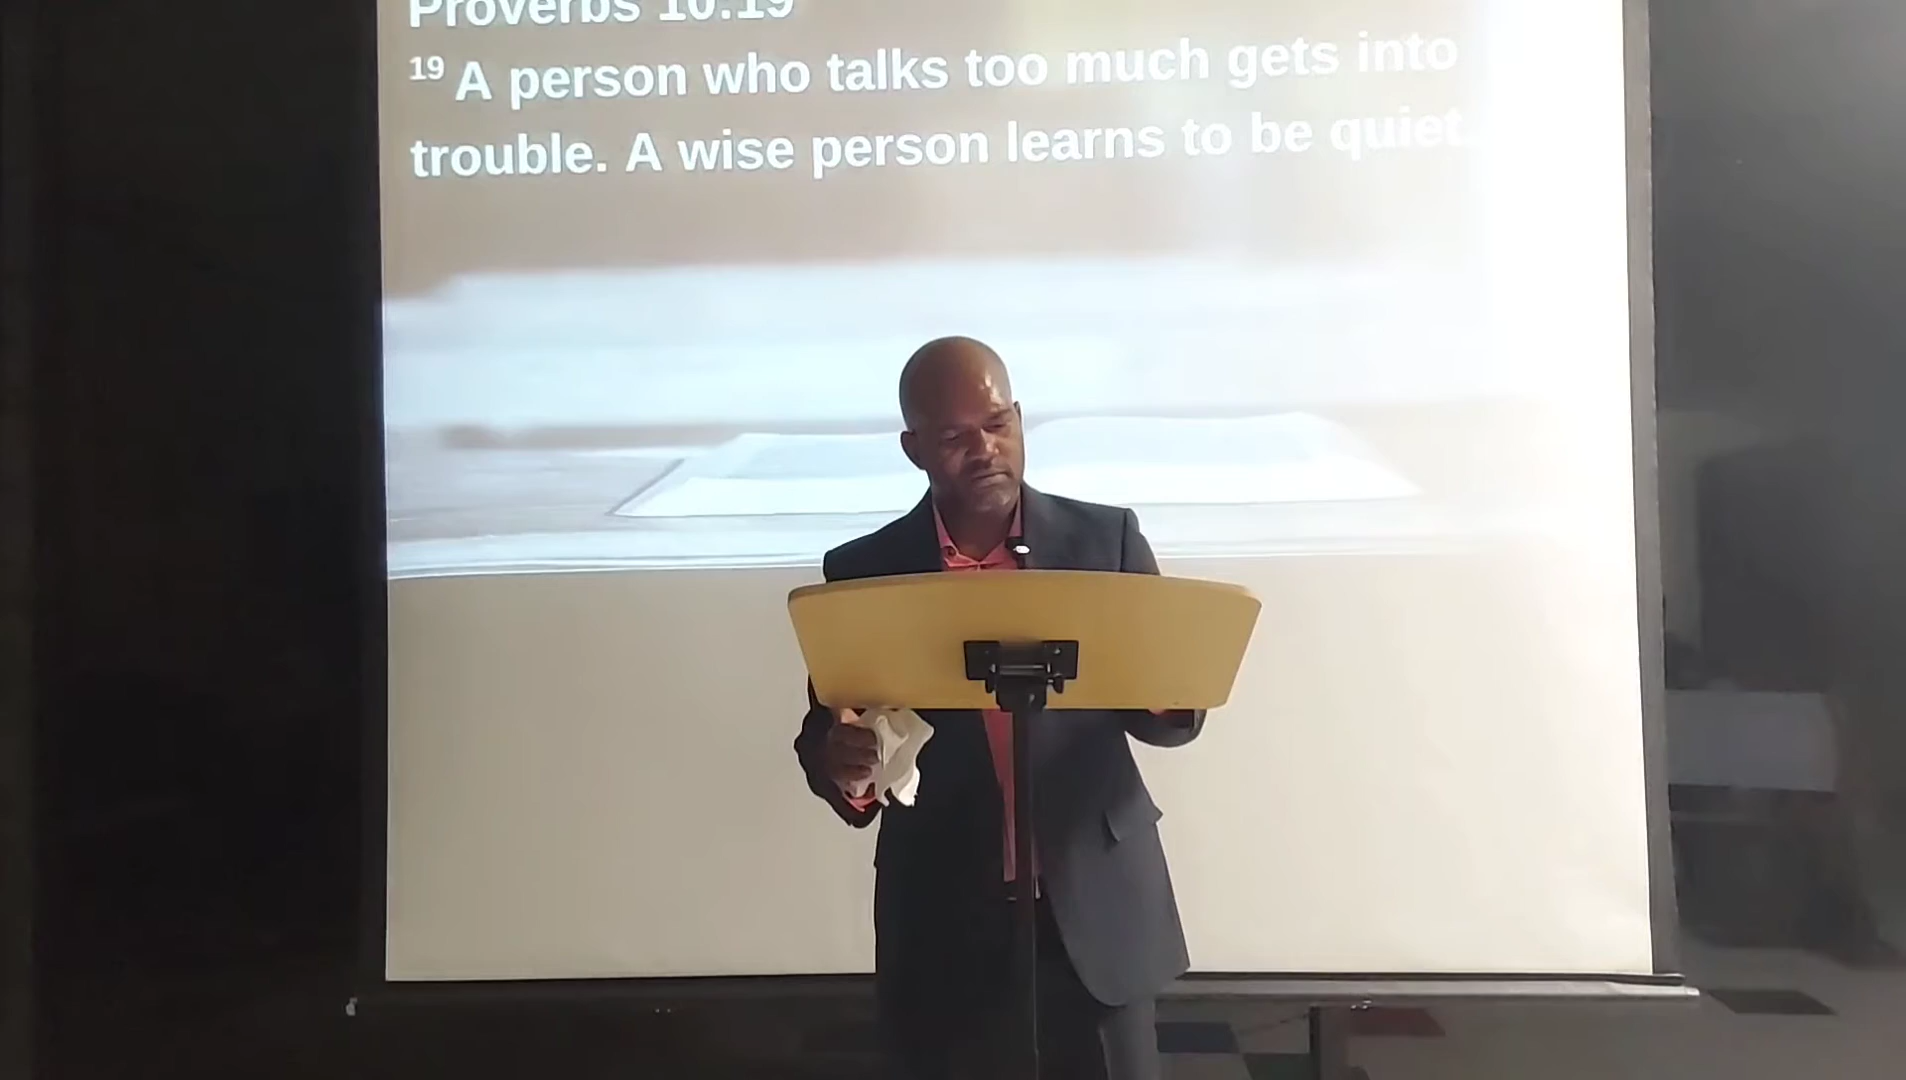 Proverbs 10:19
19 A person who talks too much gets into
trouble. A wise person learns to be quiet.